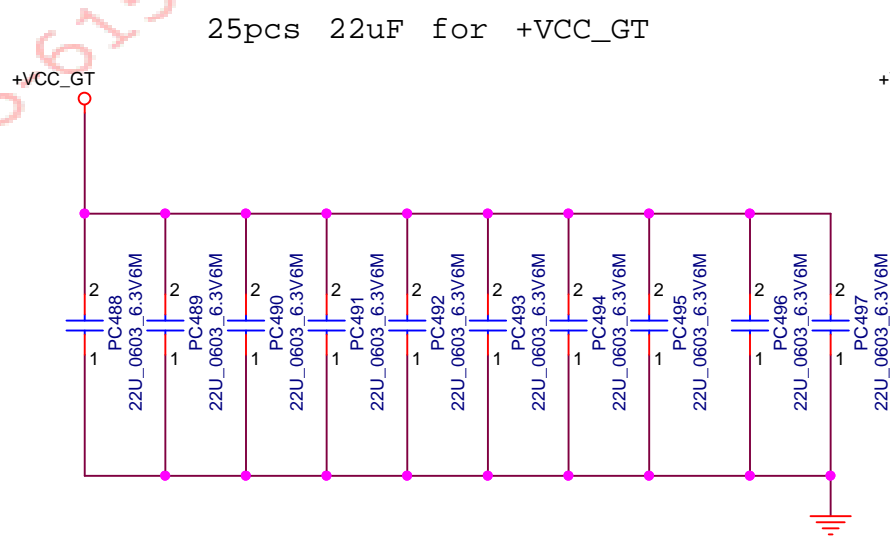 25pcs 22uF for +VCC_GT
+VCC_GT
+
2
1
PC488
22U_0603_6.3V6M
2
1
PC489
22U_0603_6.3V6M
2
1
PC490
22U_0603_6.3V6M
2
1
PC491
22U_0603_6.3V6M
2
1
PC492
22U_0603_6.3V6M
2
1
PC493
22U_0603_6.3V6M
2
1
PC494
22U_0603_6.3V6M
2
1
PC495
22U_0603_6.3V6M
2
1
PC496
22U_0603_6.3V6M
2
1
PC497
22U_0603_6.3V6M